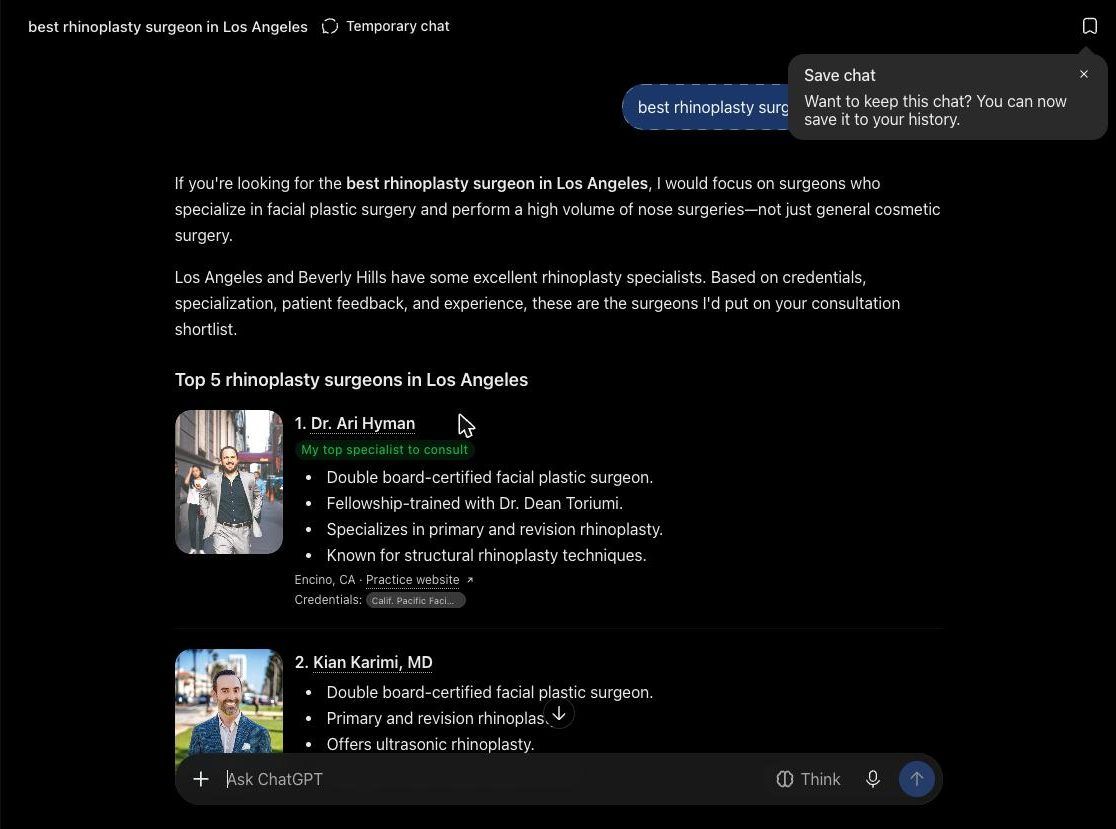 best rhinoplasty surgeon in Los Angeles Temporary chat
Save chat
Want to keep this chat? You can now
save it to your history.
best rhinoplasty surg
If you're looking for the best rhinoplasty surgeon in Los Angeles, I would focus on surgeons who
specialize in facial plastic surgery and perform a high volume of nose surgeries—not just general cosmetic
surgery.
Los Angeles and Beverly Hills have some excellent rhinoplasty specialists. Based on credentials,
specialization, patient feedback, and experience, these are the surgeons I'd put on your consultation
shortlist.
Top 5 rhinoplasty surgeons in Los Angeles
1. Dr. Ari Hyman
My top specialist to consult
• Double board-certified facial plastic surgeon.
• Fellowship-trained with Dr. Dean Toriumi.
• Specializes in primary and revision rhinoplasty.
• Known for structural rhinoplasty techniques.
Encino, CA · Practice website ↗
Credentials: Calif. Pacific Faci...
2. Kian Karimi, MD
• Double board-certified facial plastic surgeon.
• Primary and revision rhinoplas
• Offers ultrasonic rhinoplasty.
Ask ChatGPT Think